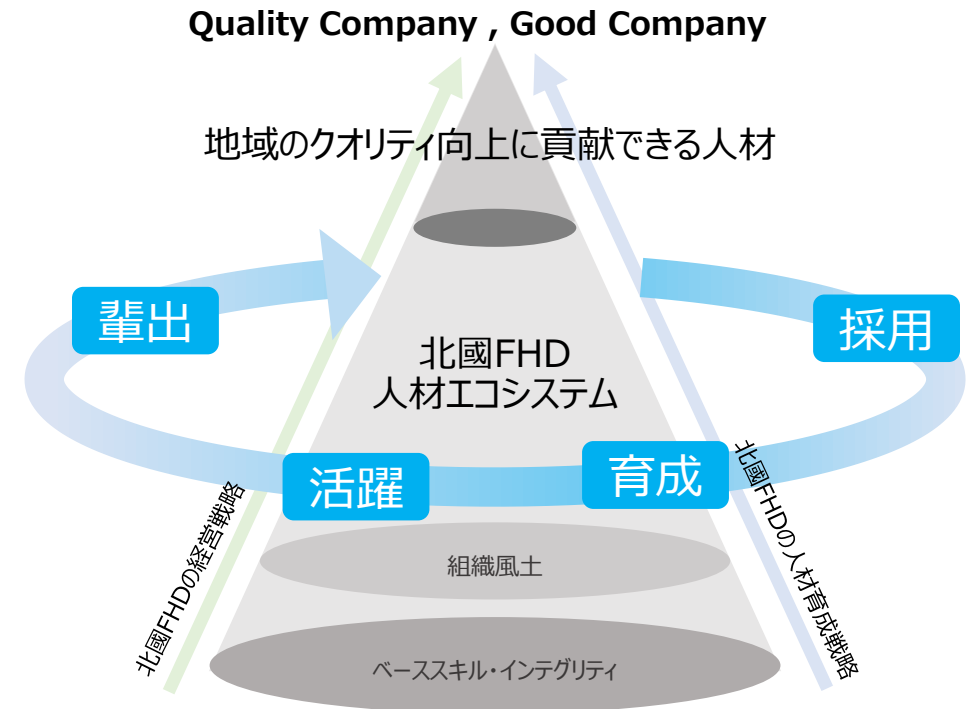 Quality Company , Good Company
地域のクオリティ向上に貢献できる人材
輩出
採用
北國FHD
人材エコシステム
活躍
育成
北國FHDの経営戦略
北國FHDの人材育成戦略
組織風土
ベーススキル・インテグリティ